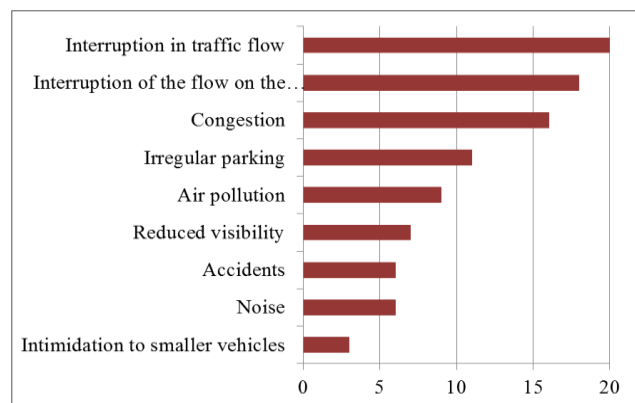 Interruption in traffic flow
Interruption of the flow on the…
Congestion
Irregular parking
Air pollution
Reduced visibility
Accidents
Noise
Intimidation to smaller vehicles
0 5 10 15 20